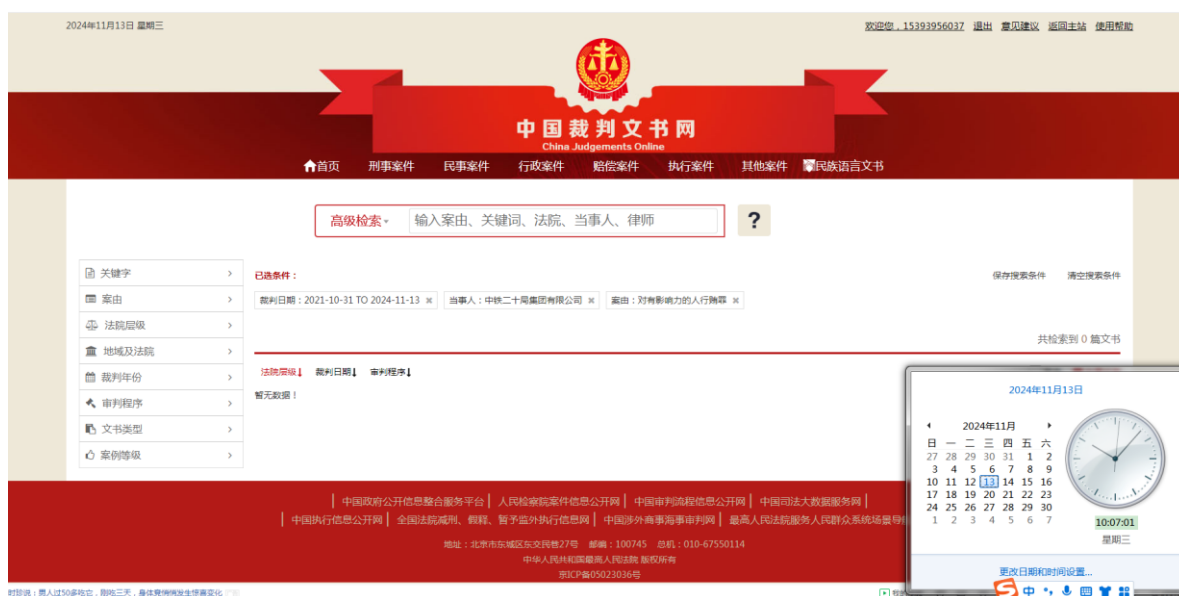 2024年11月13日 星期三
欢迎您，15393956037 退出 意见建议 返回主站 使用帮助
中国裁判文书网
China Judgements Online
首页 刑事案件 民事案件 行政案件 赔偿案件 执行案件 其他案件 民族语言文书
高级检索 输入案由、关键词、法院、当事人、律师 ?
关键字
案由
法院层级
地域及法院
裁判年份
审判程序
文书类型
案例等级
已选条件：
保存搜索条件 清空搜索条件
裁判日期：2021-10-31 TO 2024-11-13 当事人：中铁二十局集团有限公司 案由：对有影响力的人行贿罪
共检索到 0 篇文书
法院层级 裁判日期 审判程序
暂无数据！
2024年11月13日
2024年11月
日 一 二 三 四 五 六
27 28 29 30 31 1 2
3 4 5 6 7 8 9
10 11 12 13 14 15 16
17 18 19 20 21 22 23
24 25 26 27 28 29 30
1 2 3 4 5 6 7
10:07:01
星期三
更改日期和时间设置...
中
中国政府公开信息整合服务平台 | 人民检察院案件信息公开网 | 中国审判流程信息公开网 | 中国司法大数据服务网 |
中国执行信息公开网 | 全国法院减刑、假释、暂予监外执行信息网 | 中国涉外商事海事审判网 | 最高人民法院服务人民群众系统场景导
地址：北京市东城区东交民巷27号 邮编：100745 总机：010-67550114
中华人民共和国最高人民法院 版权所有
京ICP备05023036号